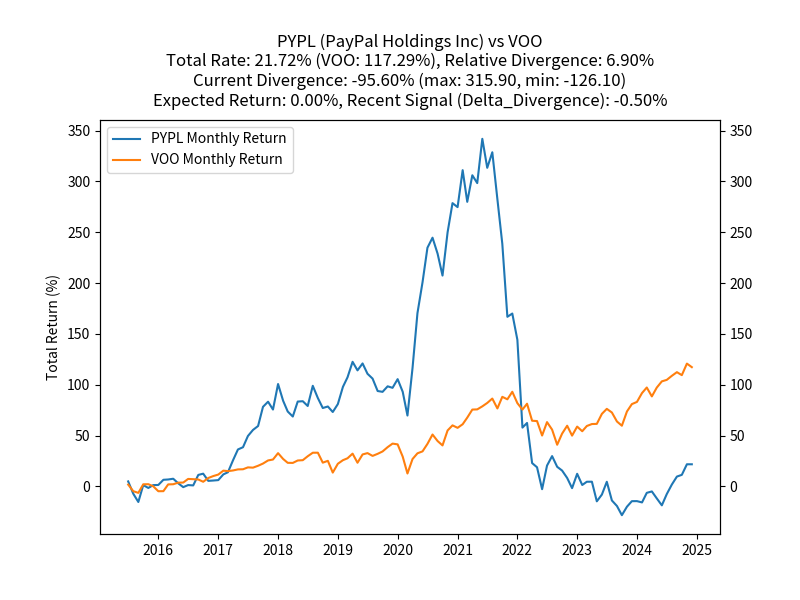 PYPL (PayPal Holdings Inc) vs VOO
Total Rate: 21.72% (VOO: 117.29%), Relative Divergence: 6.90%
Current Divergence: -95.60% (max: 315.90, min: -126.10)
Expected Return: 0.00%, Recent Signal (Delta_Divergence): -0.50%
PYPL Monthly Return
VOO Monthly Return
Total Return (%)
350
300
250
200
150
100
50
0
350
300
250
200
150
100
50
0
2016 2017 2018 2019 2020 2021 2022 2023 2024 2025